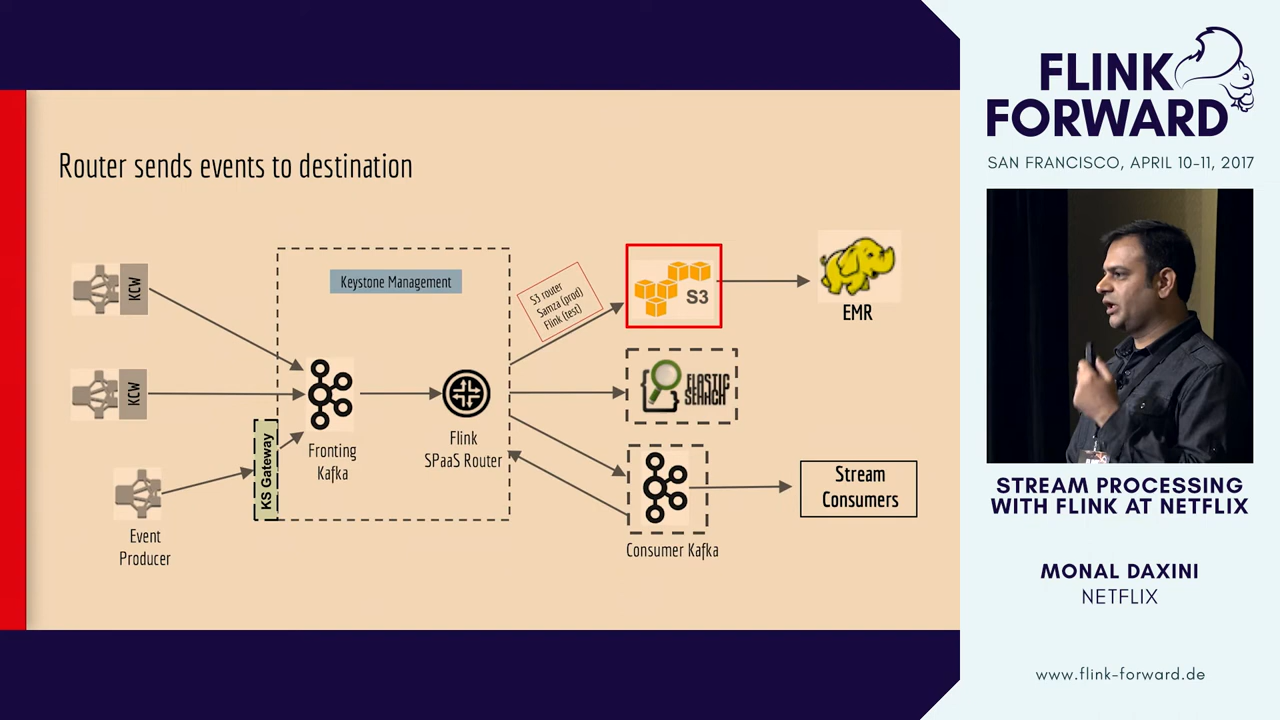 Router sends events to destination
KCW
Keystone Management
S3 router
Samza (prod)
Flink (test)
S3
EMR
KCW
ELASTIC
SEARCH
KS Gateway
Fronting
Kafka
Flink
SPaaS Router
Event
Producer
Consumer Kafka
Stream
Consumers
FLINK
FORWARD
SAN FRANCISCO, APRIL 10-11, 2017
STREAM PROCESSING
WITH FLINK AT NETFLIX
MONAL DAXINI
NETFLIX
www.flink-forward.de